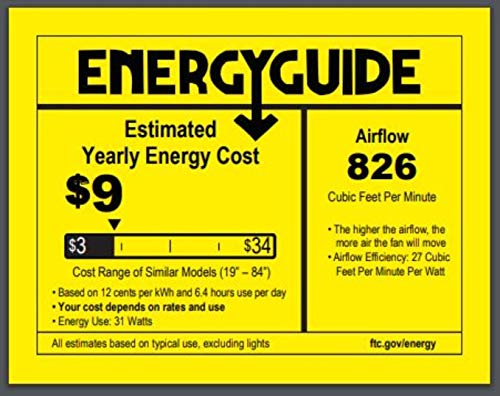 ENERGYGUIDE
Estimated
Yearly Energy Cost
$9
$3
$34
Cost Range of Similar Models (19" – 84")
• Based on 12 cents per kWh and 6.4 hours use per day
• Your cost depends on rates and use
• Energy Use: 31 Watts
Airflow
826
Cubic Feet Per Minute
• The higher the airflow, the
more air the fan will move
• Airflow Efficiency: 27 Cubic
Feet Per Minute Per Watt
All estimates based on typical use, excluding lights
ftc.gov/energy